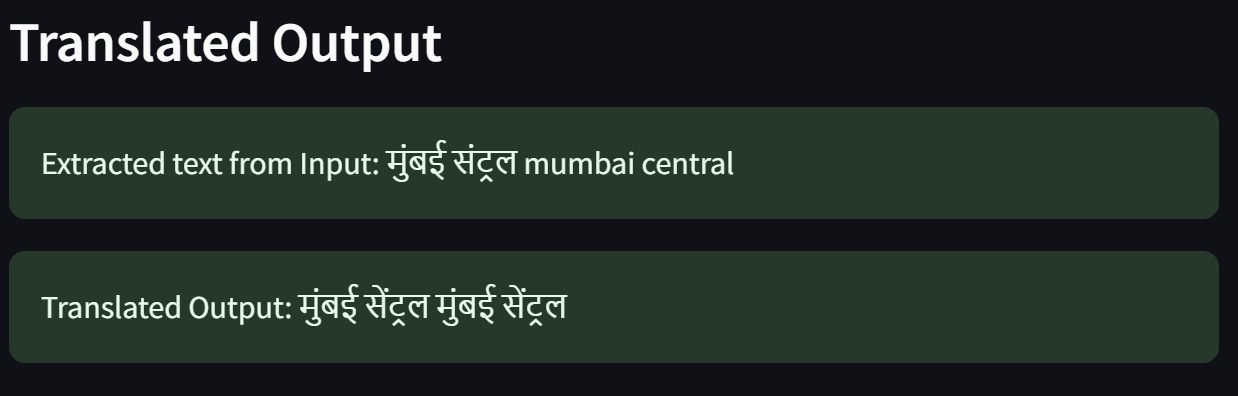 Translated Output
Extracted text from Input: मुंबई संट्रल mumbai central
Translated Output: मुंबई सेंट्रल मुंबई सेंट्रल